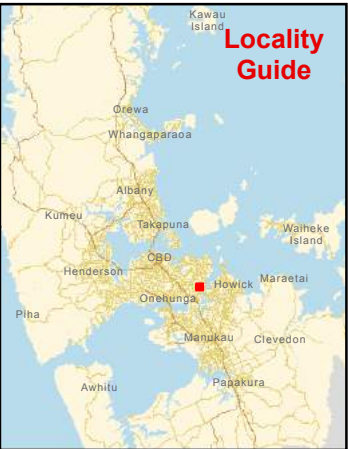 Kawau
Island
Locality
Guide
Orewa
Whangaparaoa
Albany
Kumeu
Takapuna
Waiheke
Island
CBD
Henderson
Howick
Maraetai
Onehunga
Piha
Manukau
Clevedon
Papakura
Awhitu